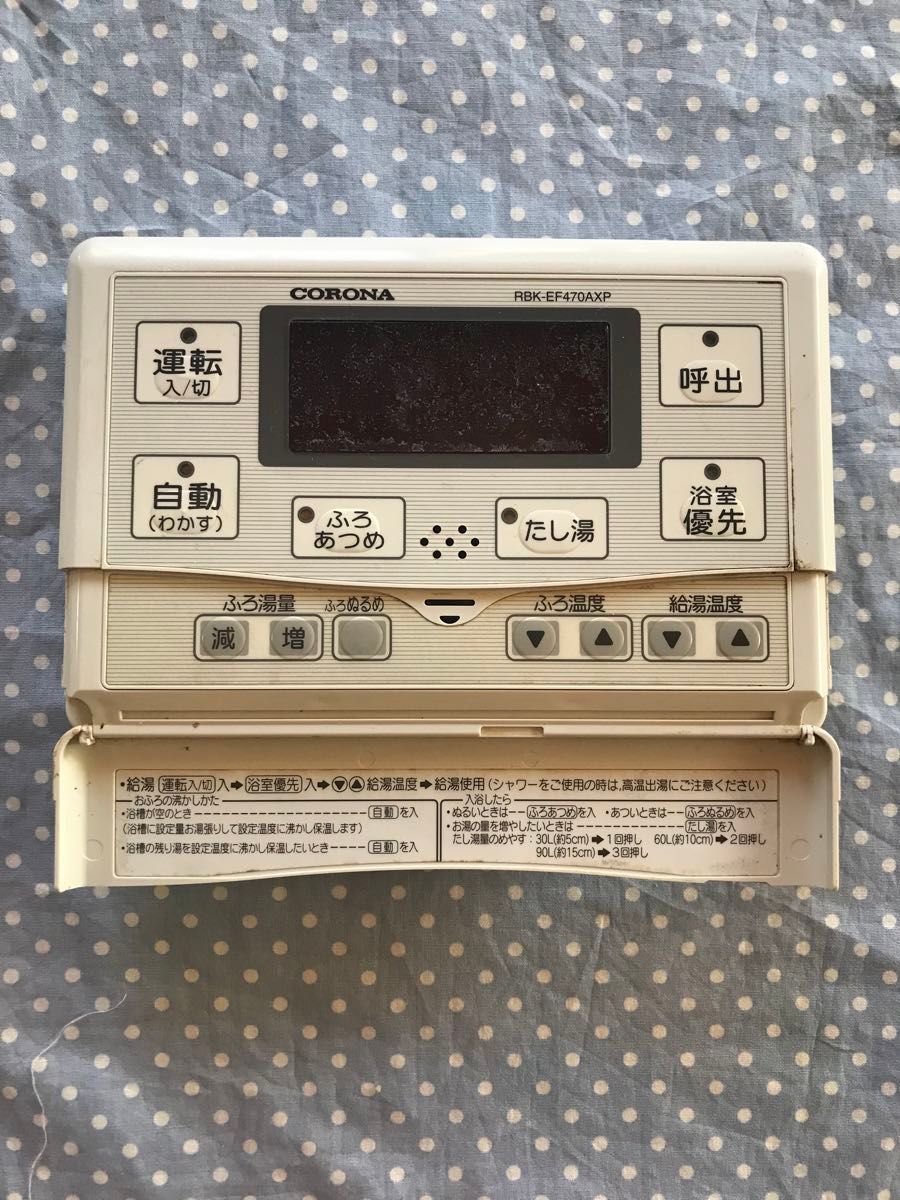 CORONA RBK-EF470AXP
運転
入/切
呼出
自動
(わかす)
ふろ
あつめ
たし湯
浴室
優先
ふろ湯量 ふろぬるめ ふろ温度 給湯温度
減 増 ▼ ▲ ▼ ▲
・給湯 運転入/切 入➡浴室優先 入➡▼▲給湯温度➡給湯使用(シャワーをご使用の時は,高温出湯にご注意ください)
おふろの沸かしかた
・浴槽が空のとき----自動を入
(浴槽に設定量お湯張りして設定温度に沸かし保温します)
・浴槽の残り湯を設定温度に沸かし保温したいとき----自動を入
入浴したら
・ぬるいときは--ふろあつめを入 ・あついときは--ふろぬるめを入
・お湯の量を増やしたいときは----たし湯を入
たし湯量のめやす:30L(約5cm)➡1回押し 60L(約10cm)➡2回押し
90L(約15cm)➡3回押し